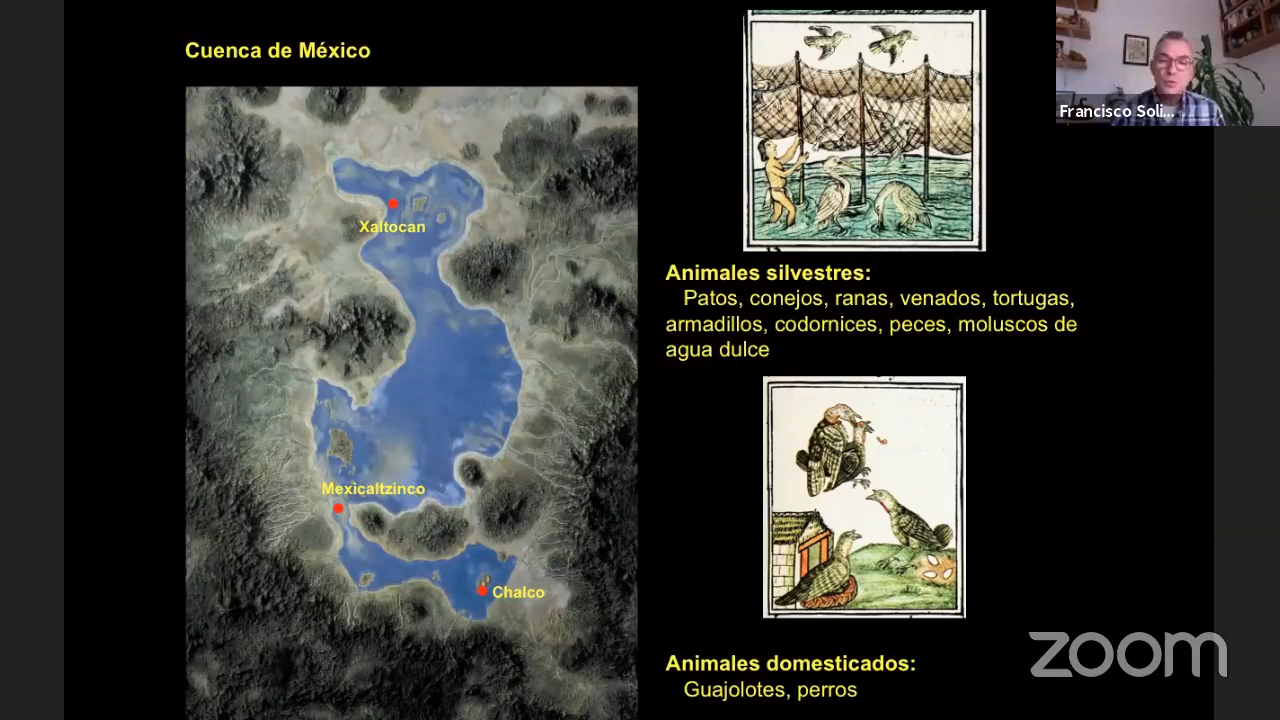 Cuenca de México
Xaltocan
Mexicaltzinco
Chalco
Francisco Soli...
Animales silvestres:
Patos, conejos, ranas, venados, tortugas,
armadillos, codornices, peces, moluscos de
agua dulce
Animales domesticados:
Guajolotes, perros
zoom